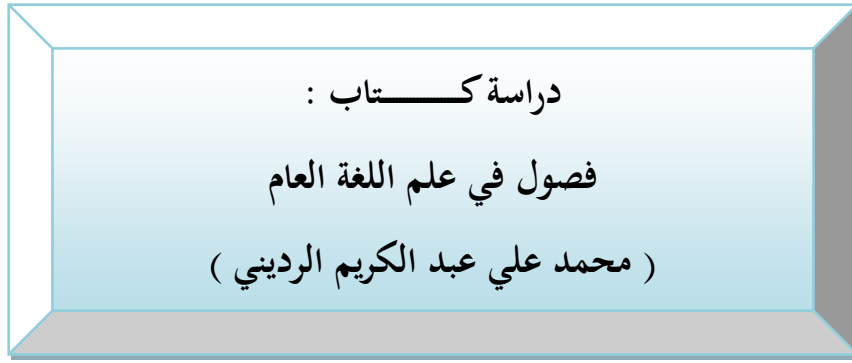 دراسة كـــــــتاب :
فصول في علم اللغة العام
( محمد علي عبد الكريم الرديني )